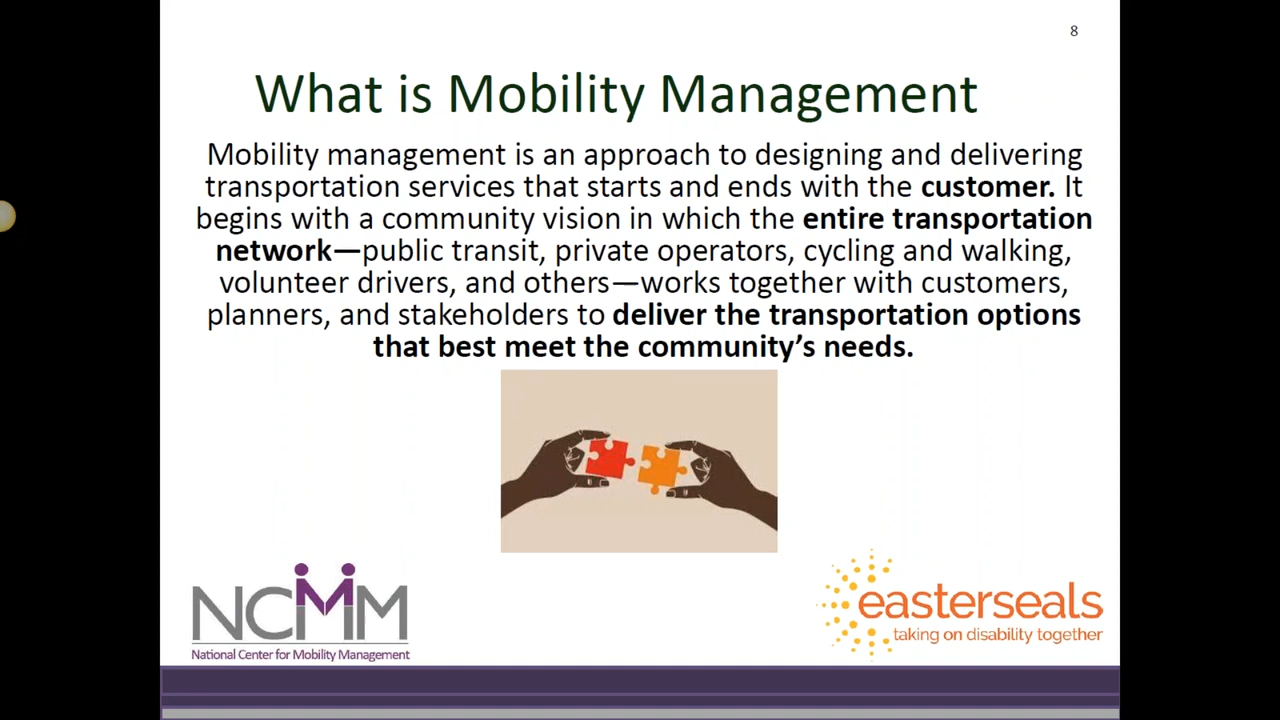 8
What is Mobility Management
Mobility management is an approach to designing and delivering
transportation services that starts and ends with the customer. It
begins with a community vision in which the entire transportation
network—public transit, private operators, cycling and walking,
volunteer drivers, and others—works together with customers,
planners, and stakeholders to deliver the transportation options
that best meet the community’s needs.
NCMM
National Center for Mobility Management
easterseals
taking on disability together